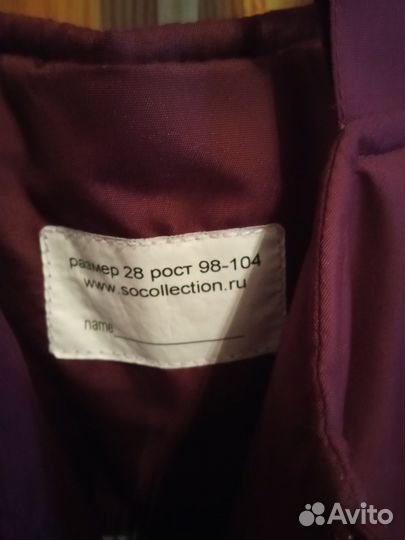 размер 28 рост 98-104
www.socollection.ru
name
Avito